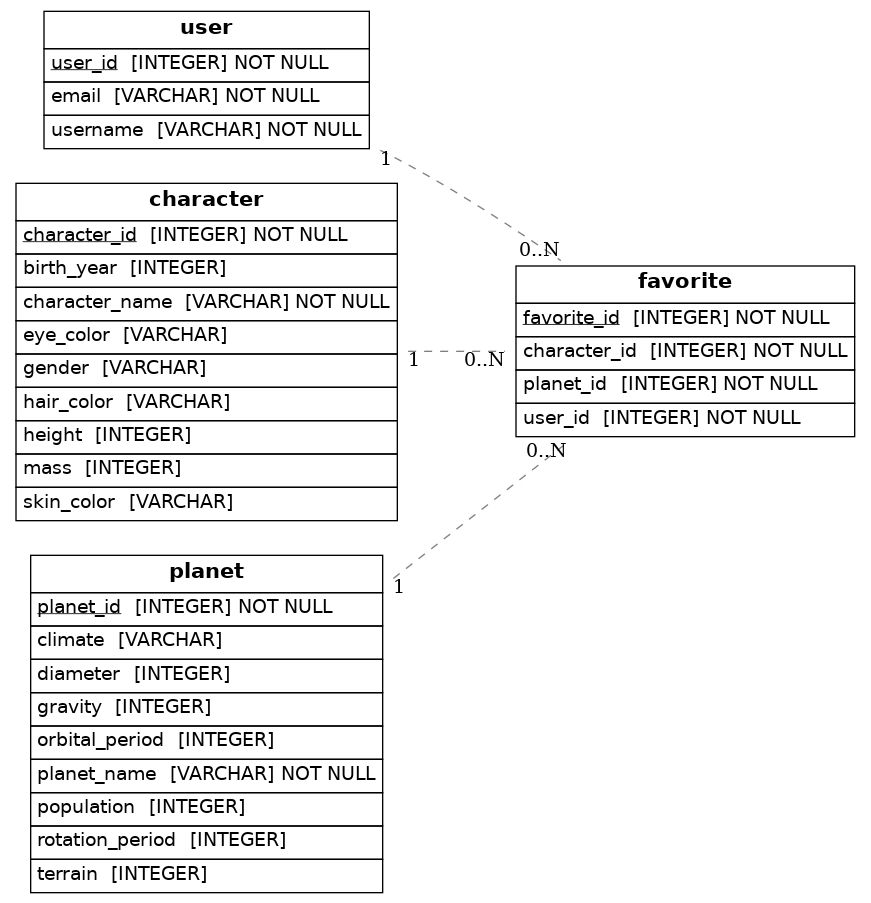 user
user_id [INTEGER] NOT NULL
email [VARCHAR] NOT NULL
username [VARCHAR] NOT NULL
1
0..N
character
character_id [INTEGER] NOT NULL
birth_year [INTEGER]
character_name [VARCHAR] NOT NULL
eye_color [VARCHAR]
gender [VARCHAR]
hair_color [VARCHAR]
height [INTEGER]
mass [INTEGER]
skin_color [VARCHAR]
1
0..N
favorite
favorite_id [INTEGER] NOT NULL
character_id [INTEGER] NOT NULL
planet_id [INTEGER] NOT NULL
user_id [INTEGER] NOT NULL
0..N
1
planet
planet_id [INTEGER] NOT NULL
climate [VARCHAR]
diameter [INTEGER]
gravity [INTEGER]
orbital_period [INTEGER]
planet_name [VARCHAR] NOT NULL
population [INTEGER]
rotation_period [INTEGER]
terrain [INTEGER]